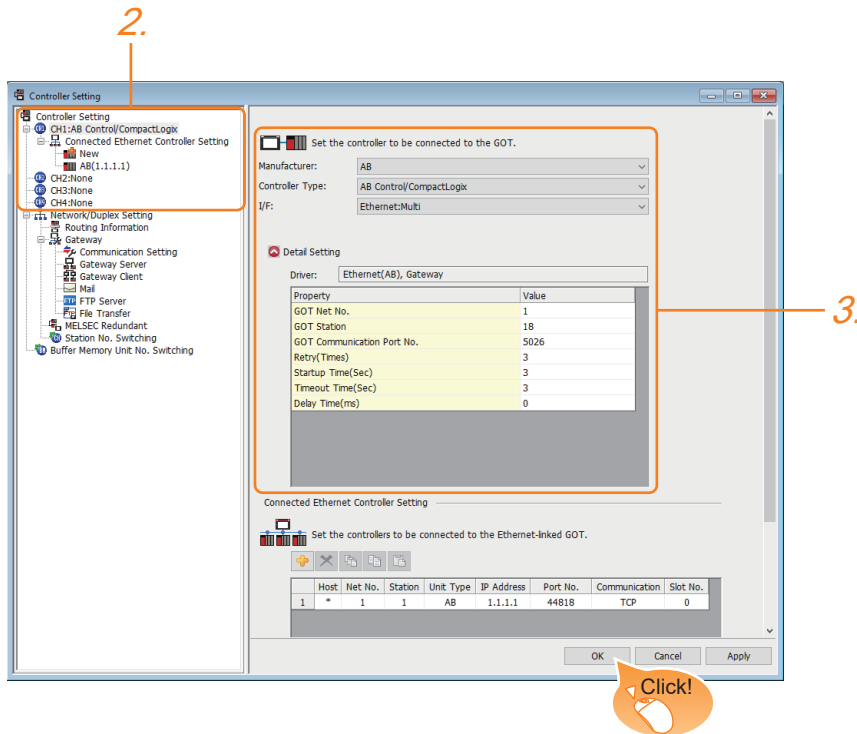 2.
Controller Setting
Controller Setting
CH1:AB Control/CompactLogix
Connected Ethernet Controller Setting
New
AB(1.1.1.1)
CH2:None
CH3:None
CH4:None
Network/Duplex Setting
Routing Information
Gateway
Communication Setting
Gateway Server
Gateway Client
Mail
FTP Server
File Transfer
MELSEC Redundant
Station No. Switching
Buffer Memory Unit No. Switching
Set the controller to be connected to the GOT.
Manufacturer: AB
Controller Type: AB Control/CompactLogix
I/F: Ethernet:Multi
Detail Setting
Driver: Ethernet(AB), Gateway
Property Value
GOT Net No. 1
GOT Station 18
GOT Communication Port No. 5026
Retry(Times) 3
Startup Time(Sec) 3
Timeout Time(Sec) 3
Delay Time(ms) 0
3.
Connected Ethernet Controller Setting
Set the controllers to be connected to the Ethernet-linked GOT.
Host Net No. Station Unit Type IP Address Port No. Communication Slot No.
1 * 1 1 AB 1.1.1.1 44818 TCP 0
OK Cancel Apply
Click!